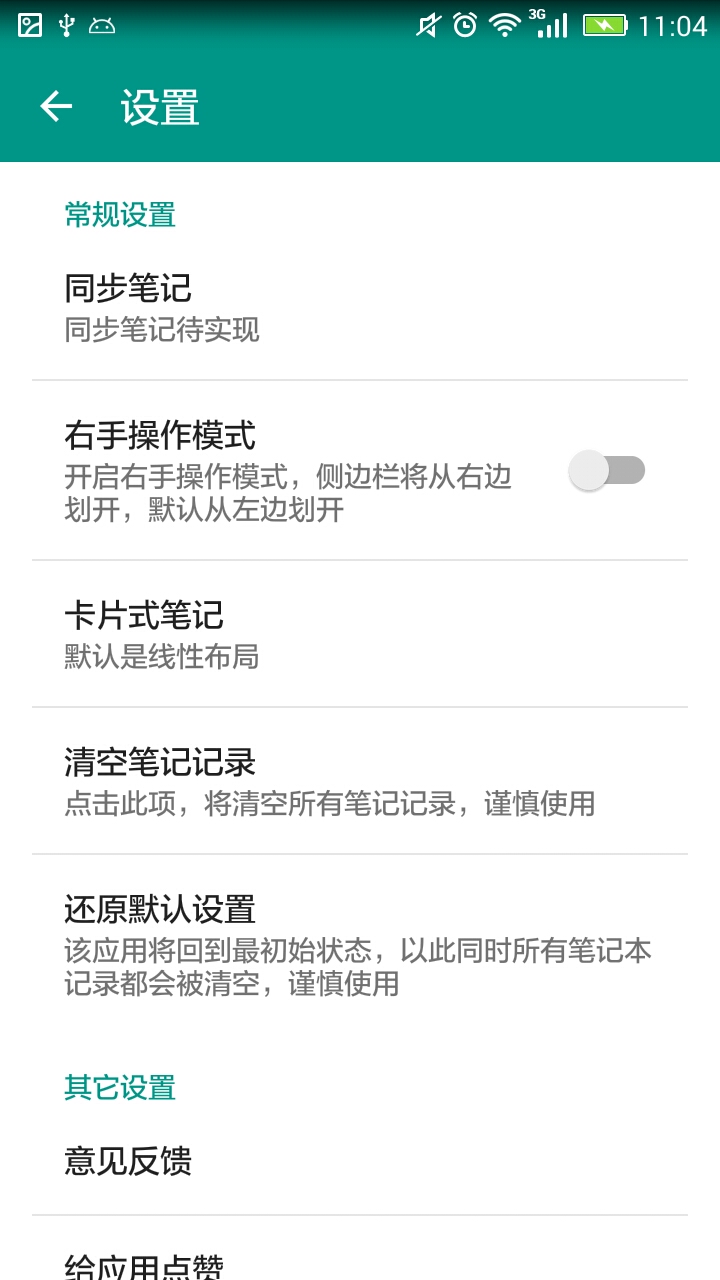 3G 11:04
设置
常规设置
同步笔记
同步笔记待实现
右手操作模式
开启右手操作模式，侧边栏将从右边
划开，默认从左边划开
卡片式笔记
默认是线性布局
清空笔记记录
点击此项，将清空所有笔记记录，谨慎使用
还原默认设置
该应用将回到最初始状态，以此同时所有笔记本
记录都会被清空，谨慎使用
其它设置
意见反馈
给应用点赞